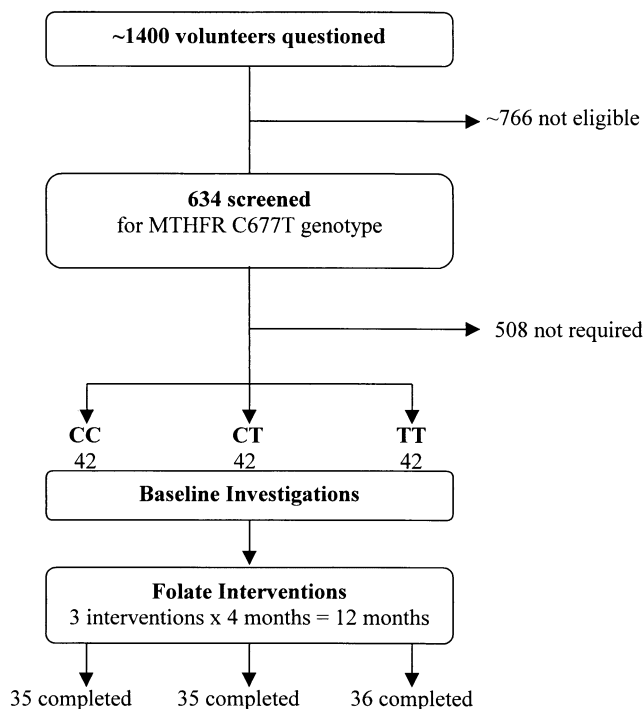 ~1400 volunteers questioned
~766 not eligible
634 screened
for MTHFR C677T genotype
508 not required
CC CT TT
42 42 42
Baseline Investigations
Folate Interventions
3 interventions x 4 months = 12 months
35 completed 35 completed 36 completed